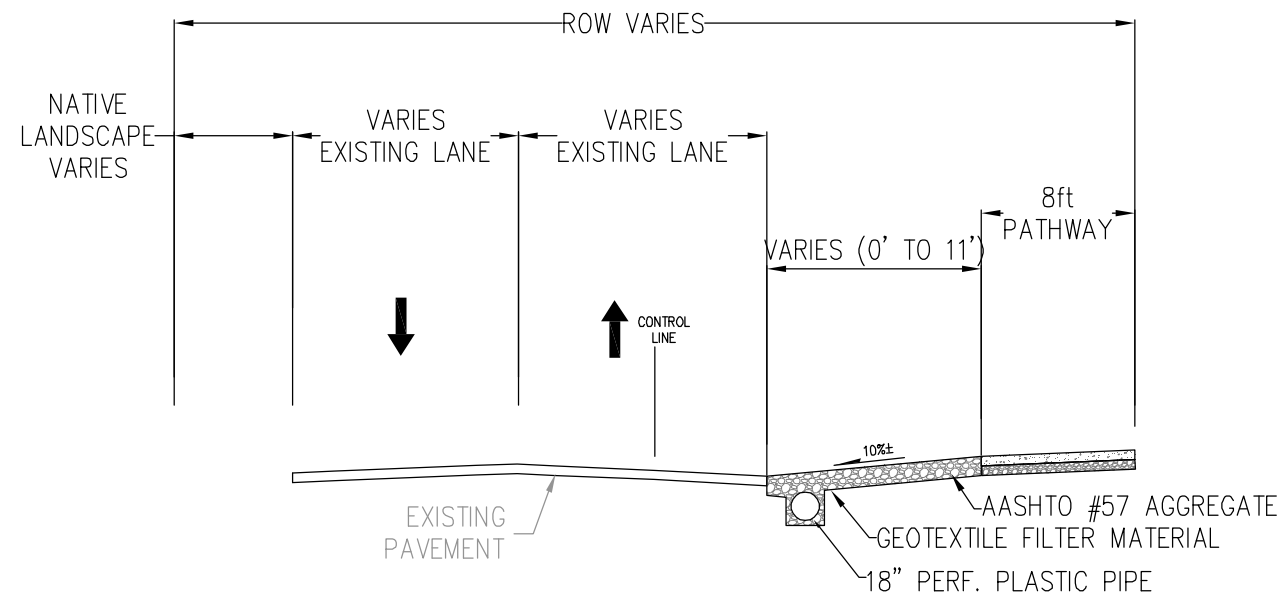 ROW VARIES
NATIVE
LANDSCAPE
VARIES
VARIES
EXISTING LANE
VARIES
EXISTING LANE
8ft
PATHWAY
VARIES (0' TO 11')
CONTROL
LINE
10%±
EXISTING
PAVEMENT
AASHTO #57 AGGREGATE
GEOTEXTILE FILTER MATERIAL
18" PERF. PLASTIC PIPE